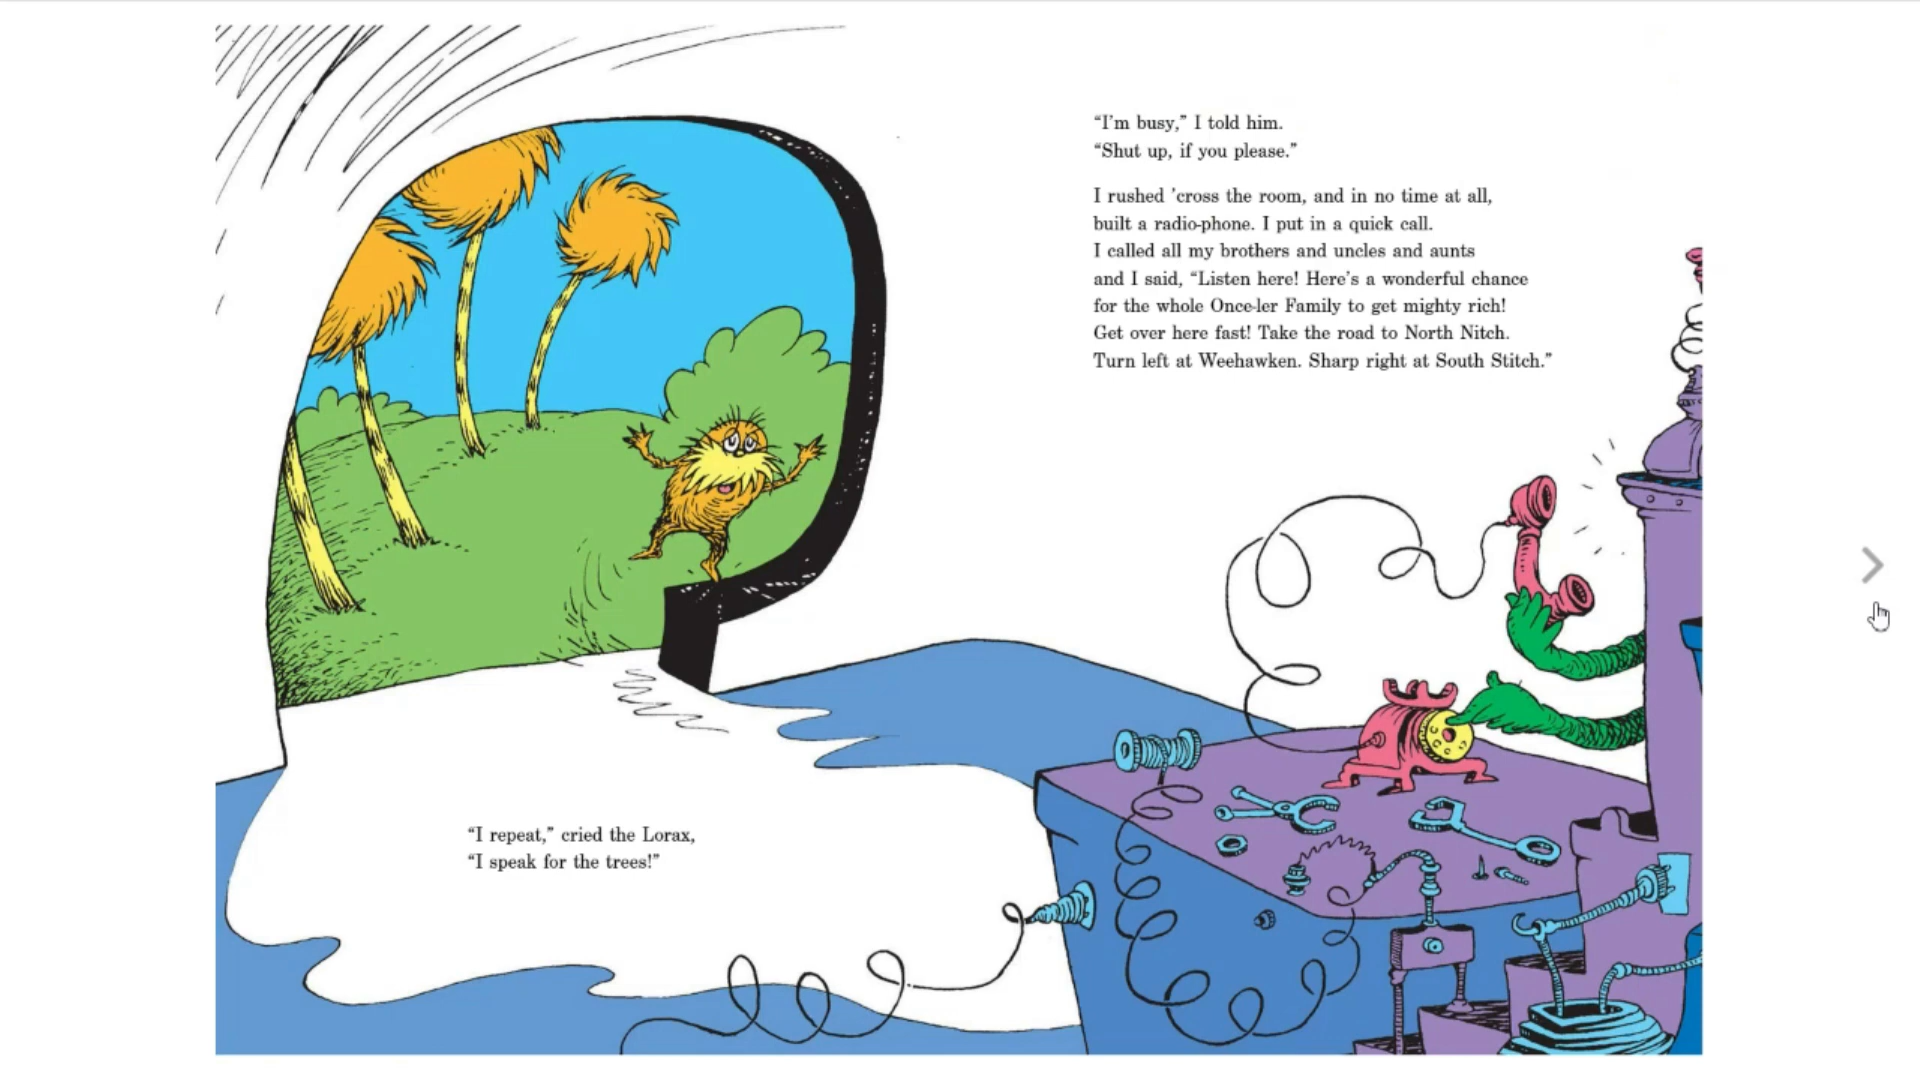 “I repeat,” cried the Lorax,
“I speak for the trees!”
“I’m busy,” I told him.
“Shut up, if you please.”
I rushed ’cross the room, and in no time at all,
built a radio-phone. I put in a quick call.
I called all my brothers and uncles and aunts
and I said, “Listen here! Here’s a wonderful chance
for the whole Once-ler Family to get mighty rich!
Get over here fast! Take the road to North Nitch.
Turn left at Weehawken. Sharp right at South Stitch.”